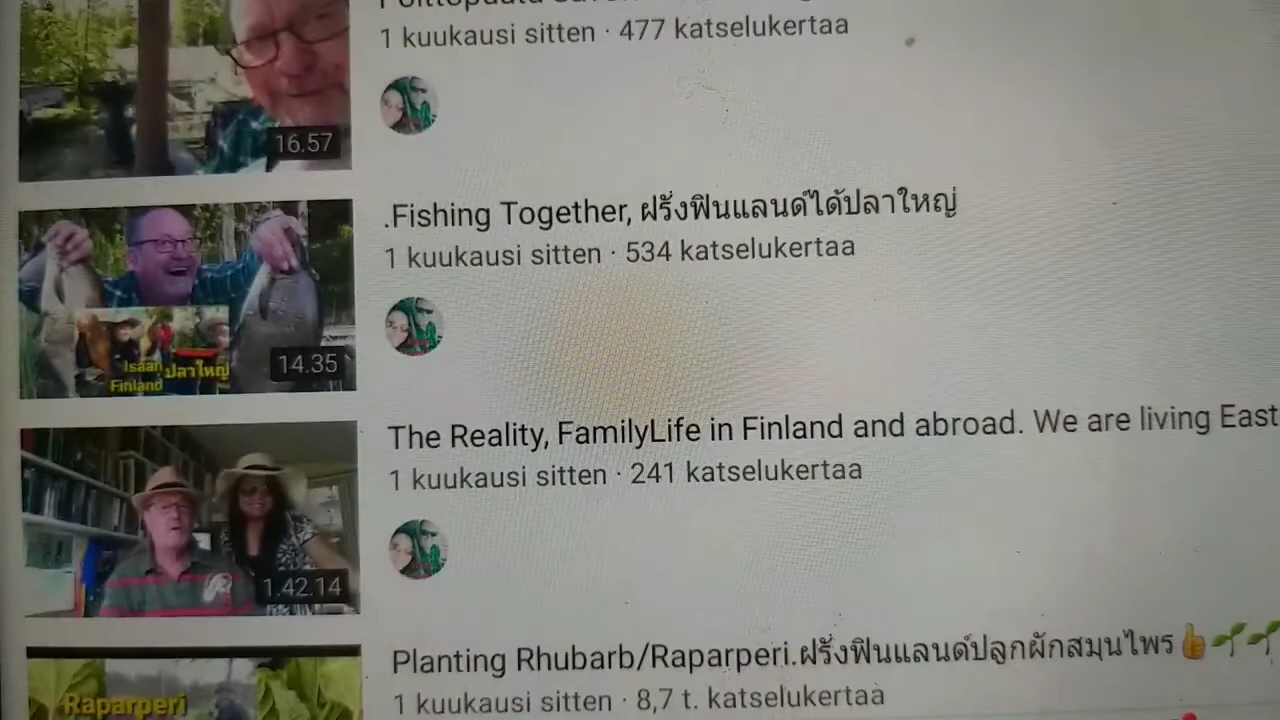 1 kuukausi sitten · 477 katselukertaa
16.57
.Fishing Together, ฝรั่งฟินแลนด์ได้ปลาใหญ่
1 kuukausi sitten · 534 katselukertaa
Isaan ปลาใหญ่
Finland
14.35
The Reality, FamilyLife in Finland and abroad. We are living East
1 kuukausi sitten · 241 katselukertaa
1.42.14
Planting Rhubarb/Raparperi.ฝรั่งฟินแลนด์ปลูกผักสมุนไพร👍🌱🌱
1 kuukausi sitten · 8,7 t. katselukertaa
Raparperi